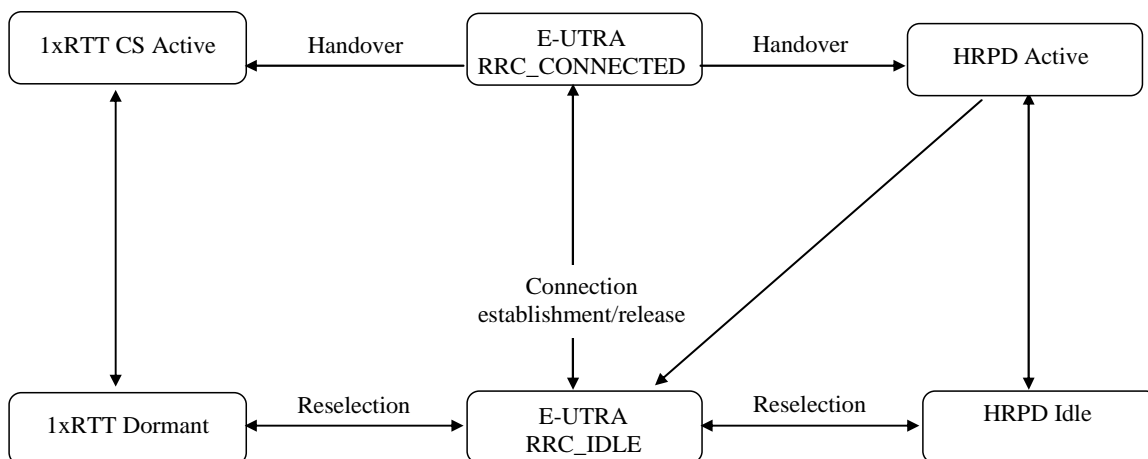 1xRTT CS Active
Handover
E-UTRA
RRC_CONNECTED
Handover
HRPD Active
Connection
establishment/release
1xRTT Dormant
Reselection
E-UTRA
RRC_IDLE
Reselection
HRPD Idle